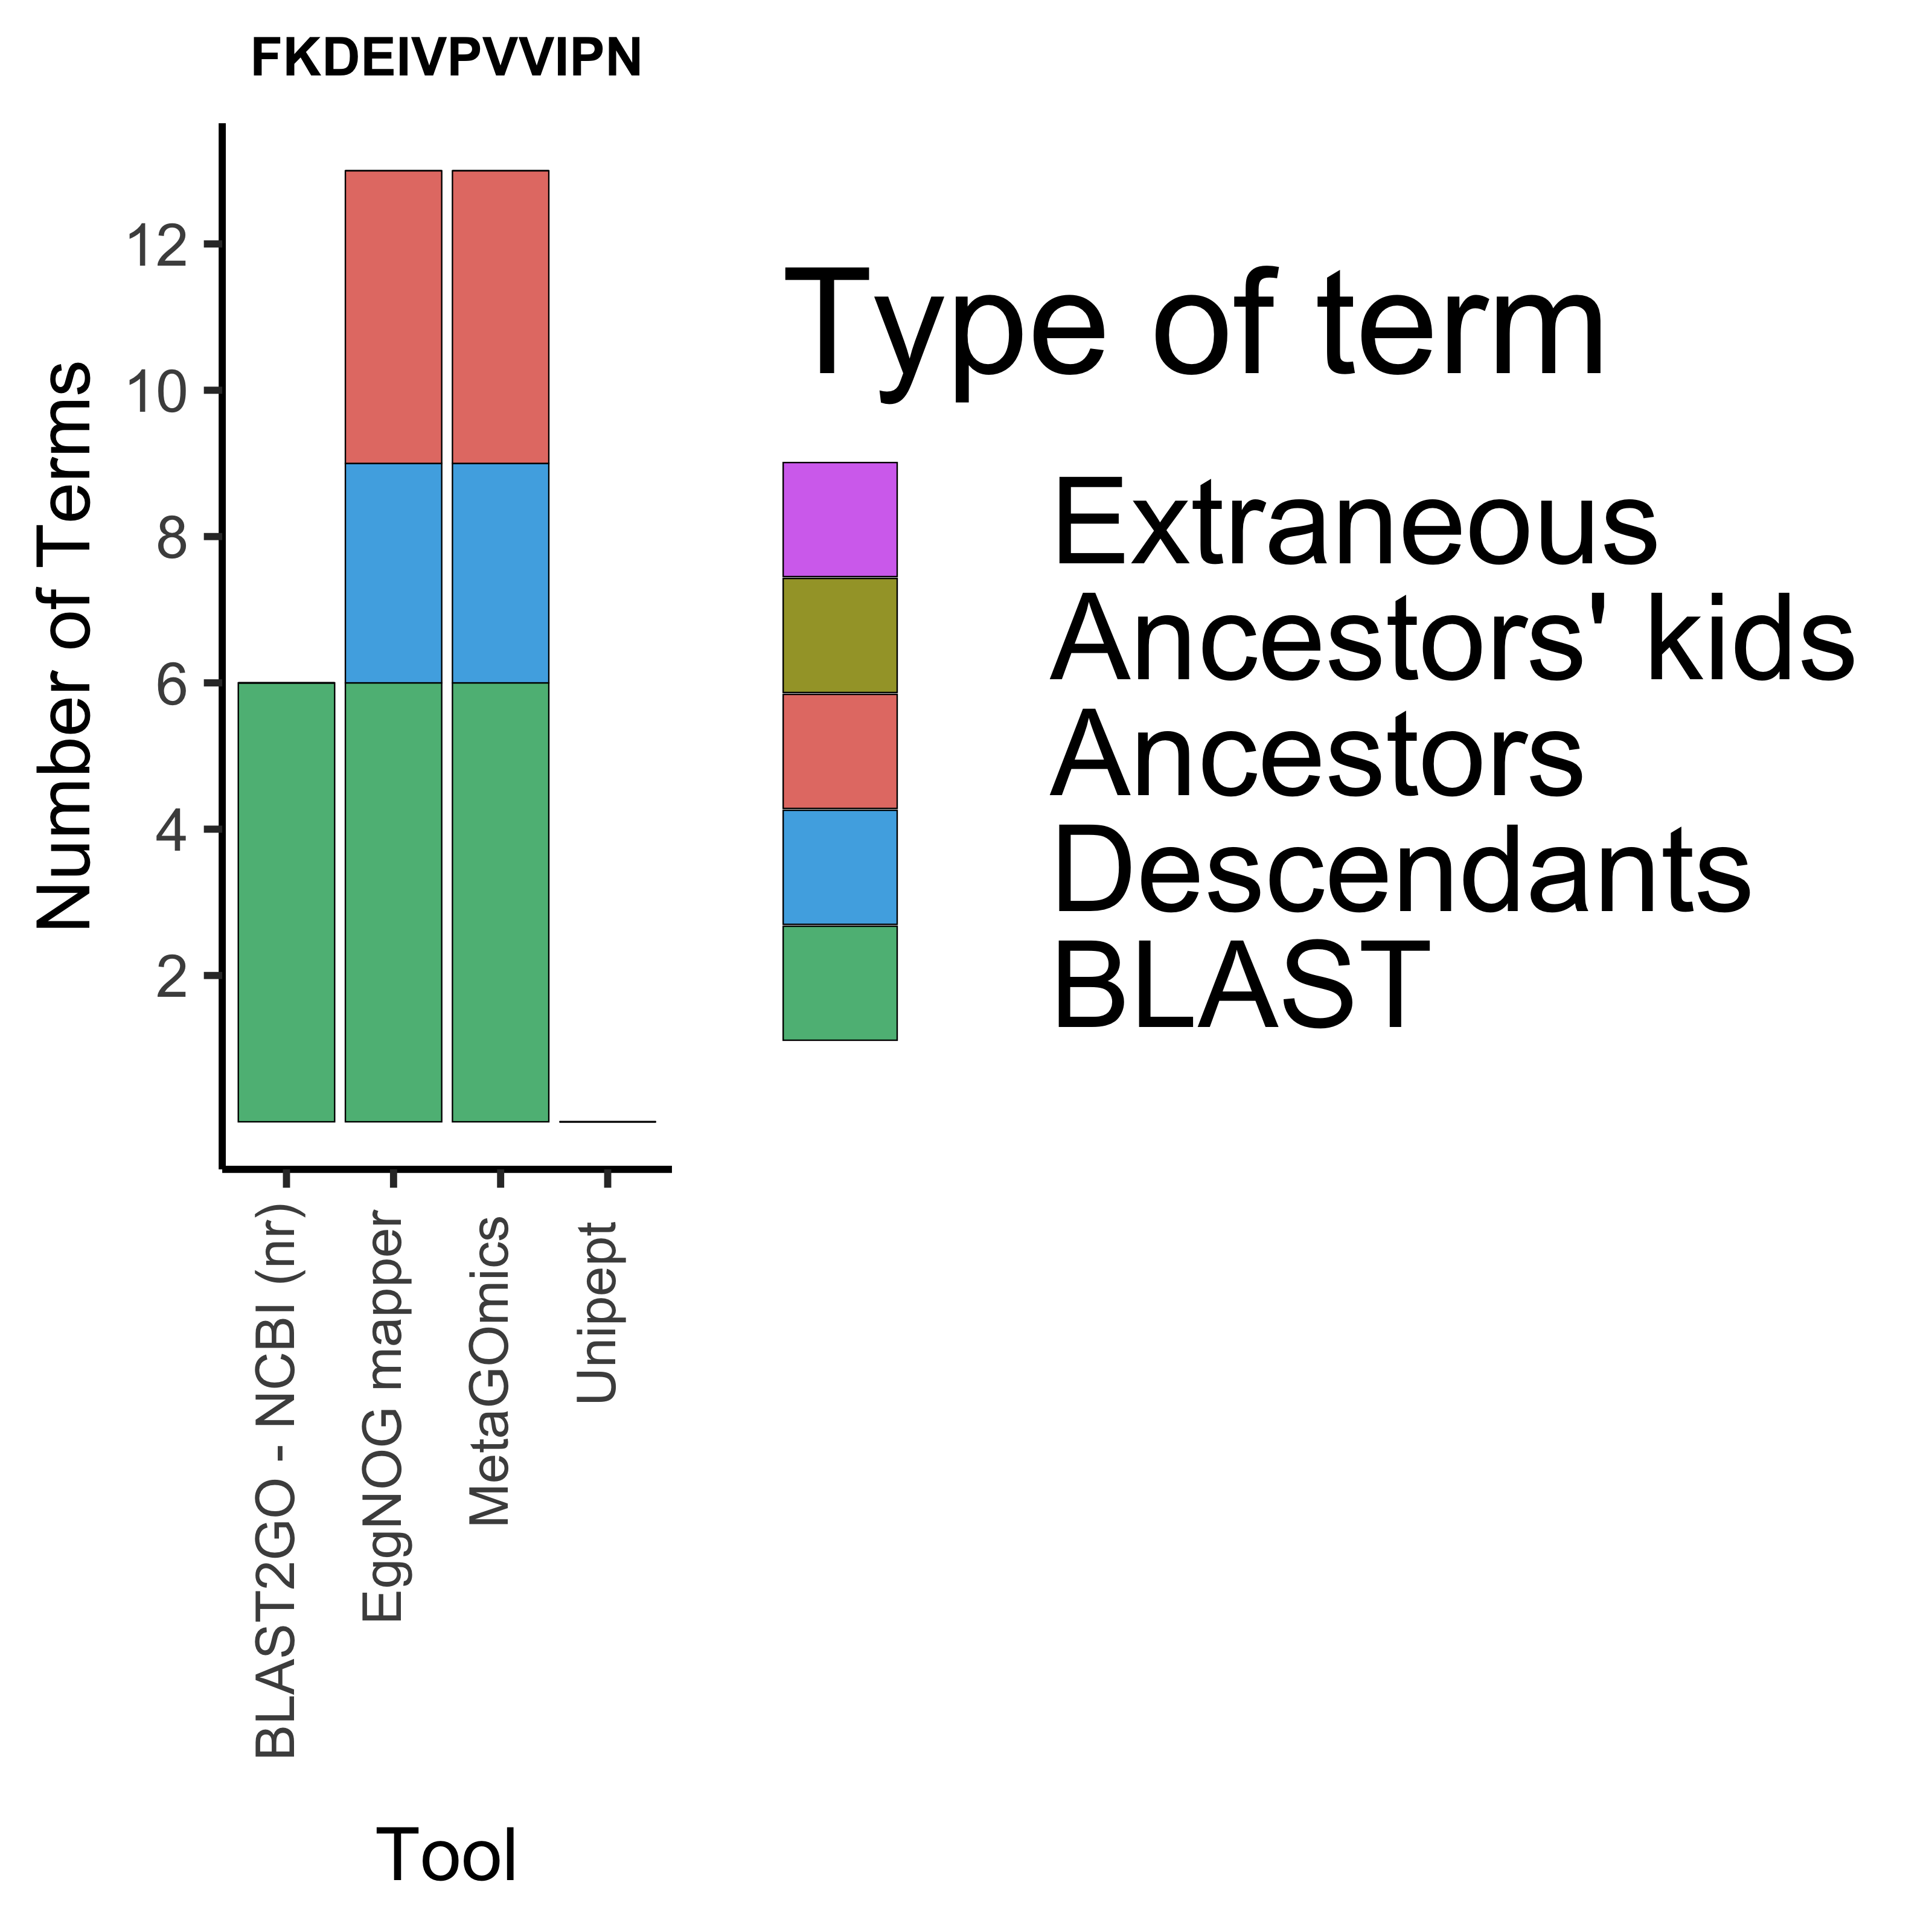 FKDEIVPVVIPN
Number of Terms
12
10
8
6
4
2
BLAST2GO - NCBI (nr)
EggNOG mapper
MetaGOmics
Unipept
Tool
Type of term
Extraneous
Ancestors' kids
Ancestors
Descendants
BLAST